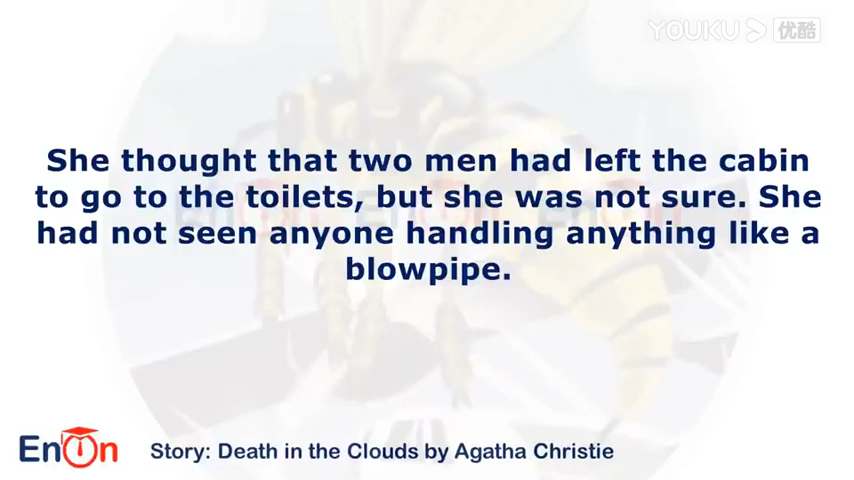 YOUKU 优酷
She thought that two men had left the cabin
to go to the toilets, but she was not sure. She
had not seen anyone handling anything like a
blowpipe.
EnOn
Story: Death in the Clouds by Agatha Christie